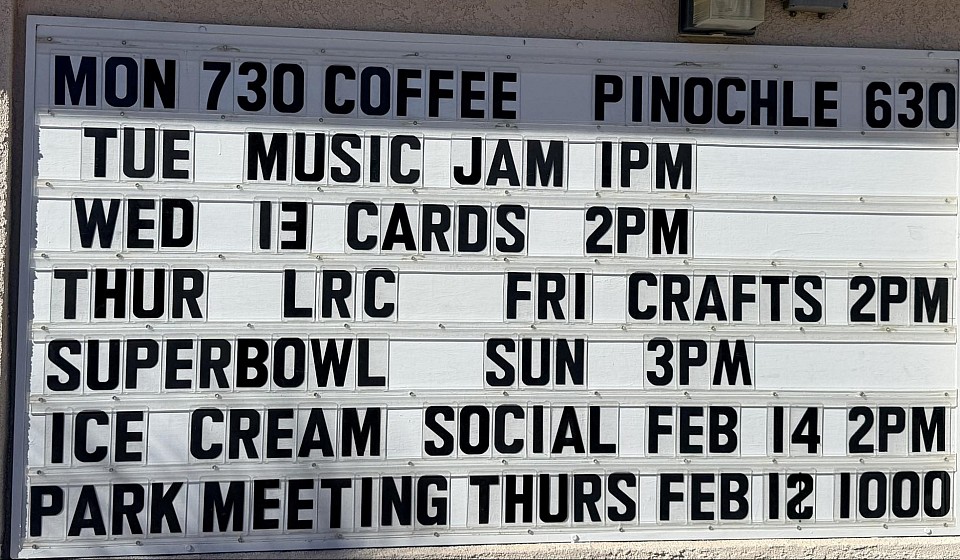 MON 730 COFFEE PINOCHLE 630
TUE MUSIC JAM 1PM
WED 13 CARDS 2PM
THUR LRC FRI CRAFTS 2PM
SUPERBOWL SUN 3PM
ICE CREAM SOCIAL FEB 14 2PM
PARK MEETING THURS FEB 12 1000